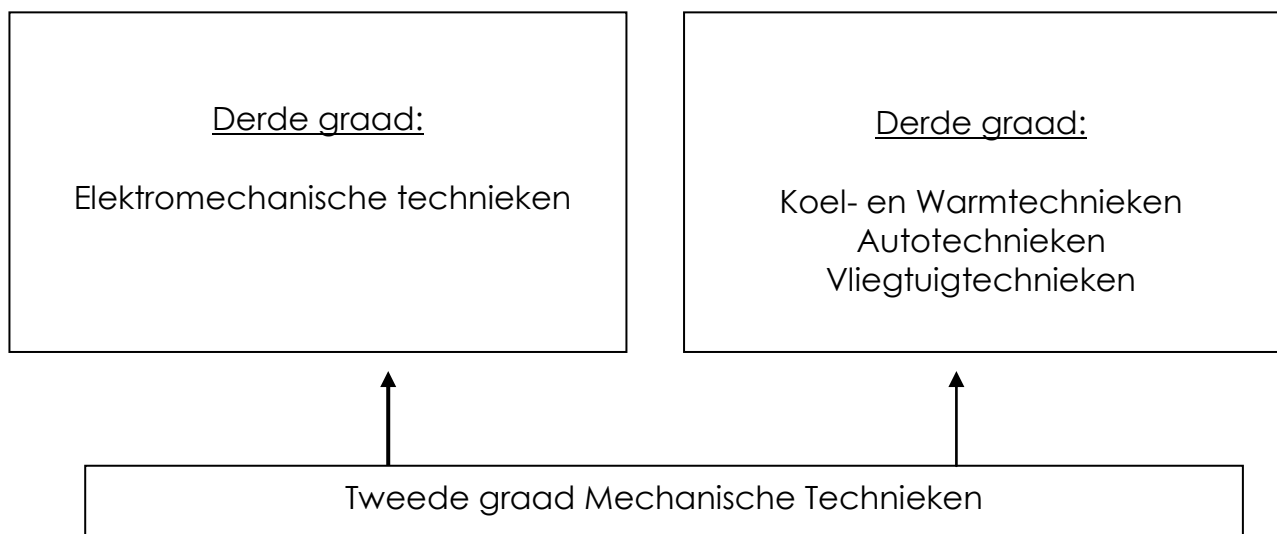 Derde graad:
Elektromechanische technieken
Derde graad:
Koel- en Warmtechnieken
Autotechnieken
Vliegtuigtechnieken
Tweede graad Mechanische Technieken